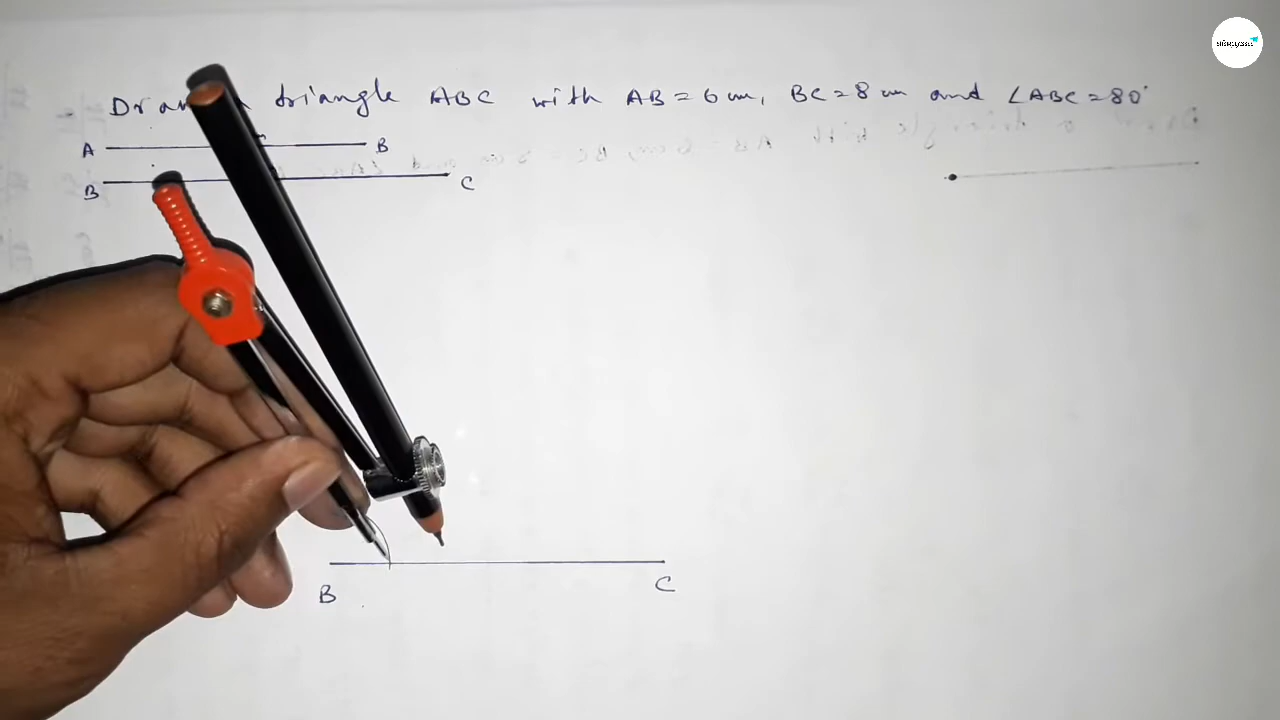 Draw triangle ABC with AB = 6 cm, BC = 8 cm and ∠ABC = 80°
A B
B C
B C